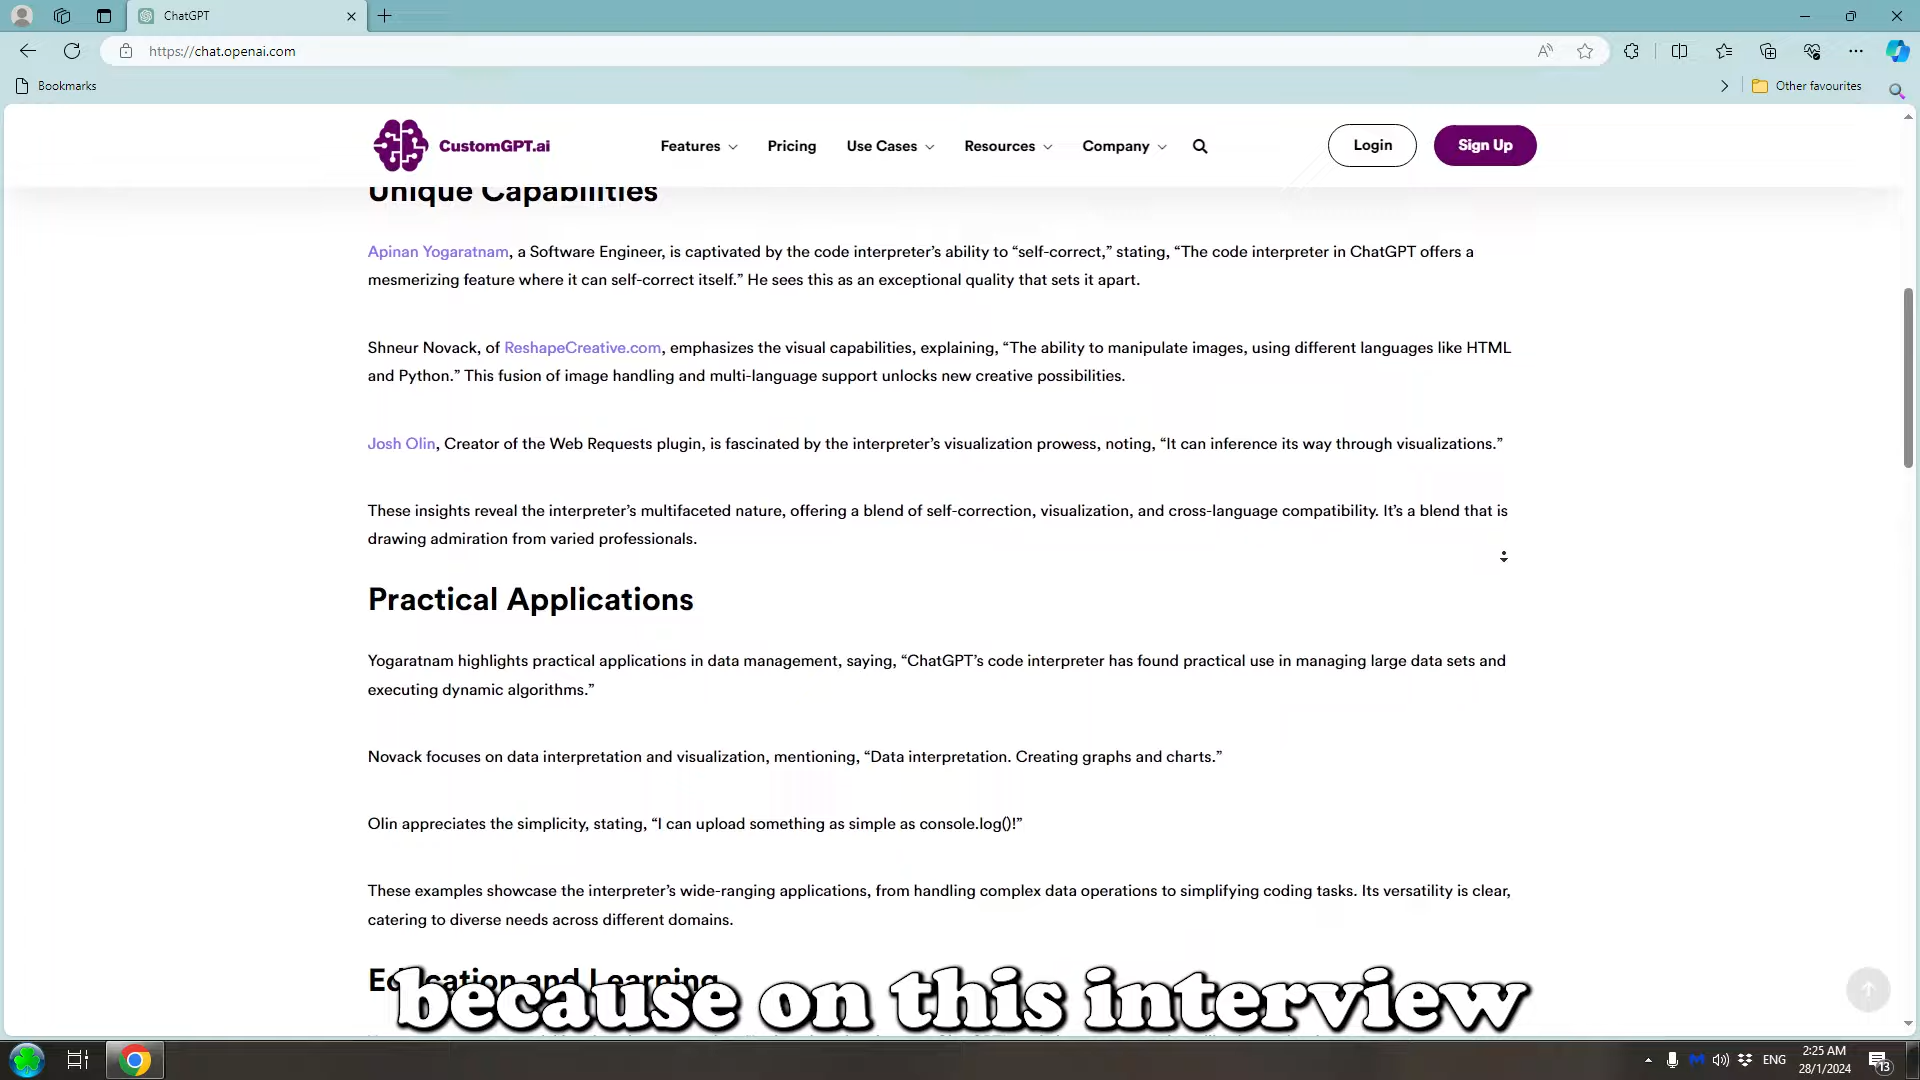 ChatGPT
https://chat.openai.com
Bookmarks
Other favourites
CustomGPT.ai
Features
Pricing
Use Cases
Resources
Company
Login
Sign Up
Unique Capabilities
Apinan Yogaratnam, a Software Engineer, is captivated by the code interpreter’s ability to “self-correct,” stating, “The code interpreter in ChatGPT offers a
mesmerizing feature where it can self-correct itself.” He sees this as an exceptional quality that sets it apart.
Shneur Novack, of ReshapeCreative.com, emphasizes the visual capabilities, explaining, “The ability to manipulate images, using different languages like HTML
and Python.” This fusion of image handling and multi-language support unlocks new creative possibilities.
Josh Olin, Creator of the Web Requests plugin, is fascinated by the interpreter’s visualization prowess, noting, “It can inference its way through visualizations.”
These insights reveal the interpreter’s multifaceted nature, offering a blend of self-correction, visualization, and cross-language compatibility. It’s a blend that is
drawing admiration from varied professionals.
Practical Applications
Yogaratnam highlights practical applications in data management, saying, “ChatGPT’s code interpreter has found practical use in managing large data sets and
executing dynamic algorithms.”
Novack focuses on data interpretation and visualization, mentioning, “Data interpretation. Creating graphs and charts.”
Olin appreciates the simplicity, stating, “I can upload something as simple as console.log()!”
These examples showcase the interpreter’s wide-ranging applications, from handling complex data operations to simplifying coding tasks. Its versatility is clear,
catering to diverse needs across different domains.
Education and Learning
because on this interview
ENG
2:25 AM
28/1/2024
13